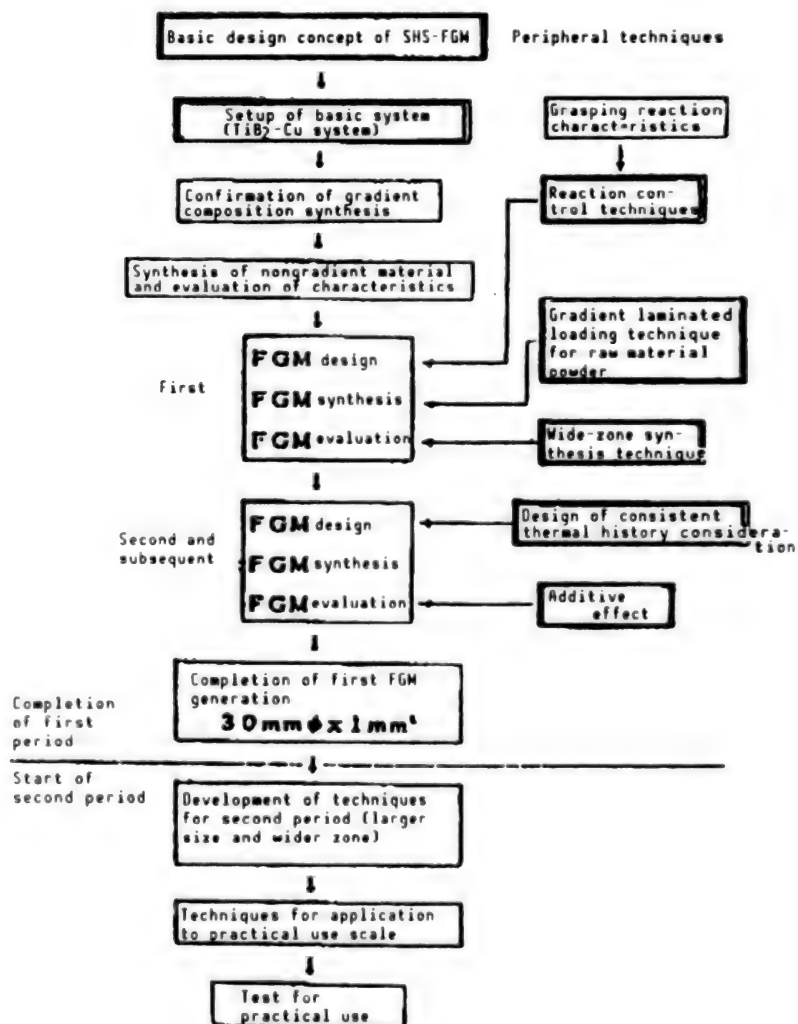 Basic design concept of SHS-FGM
Peripheral techniques
Setup of basic system
(TiB2-Cu system)
Grasping reaction
charact=ristics
Confirmation of gradient
composition synthesis
Reaction con-
trol techniques
Synthesis of nongradient material
and evaluation of characteristics
Gradient laminated
loading technique
for raw material
powder
First
FGM design
FGM synthesis
FGM evaluation
Wide-zone syn-
thesis technique
Second and
subsequent
FGM design
FGM synthesis
FGM evaluation
Design of consistent
thermal history considera-
tion
Additive
effect
Completion of first FGM
generation
30mmϕ x 1mmt
Completion
of first
period
Start of
second period
Development of techniques
for second period (larger
size and wider zone)
Techniques for application
to practical use scale
Test for
practical use